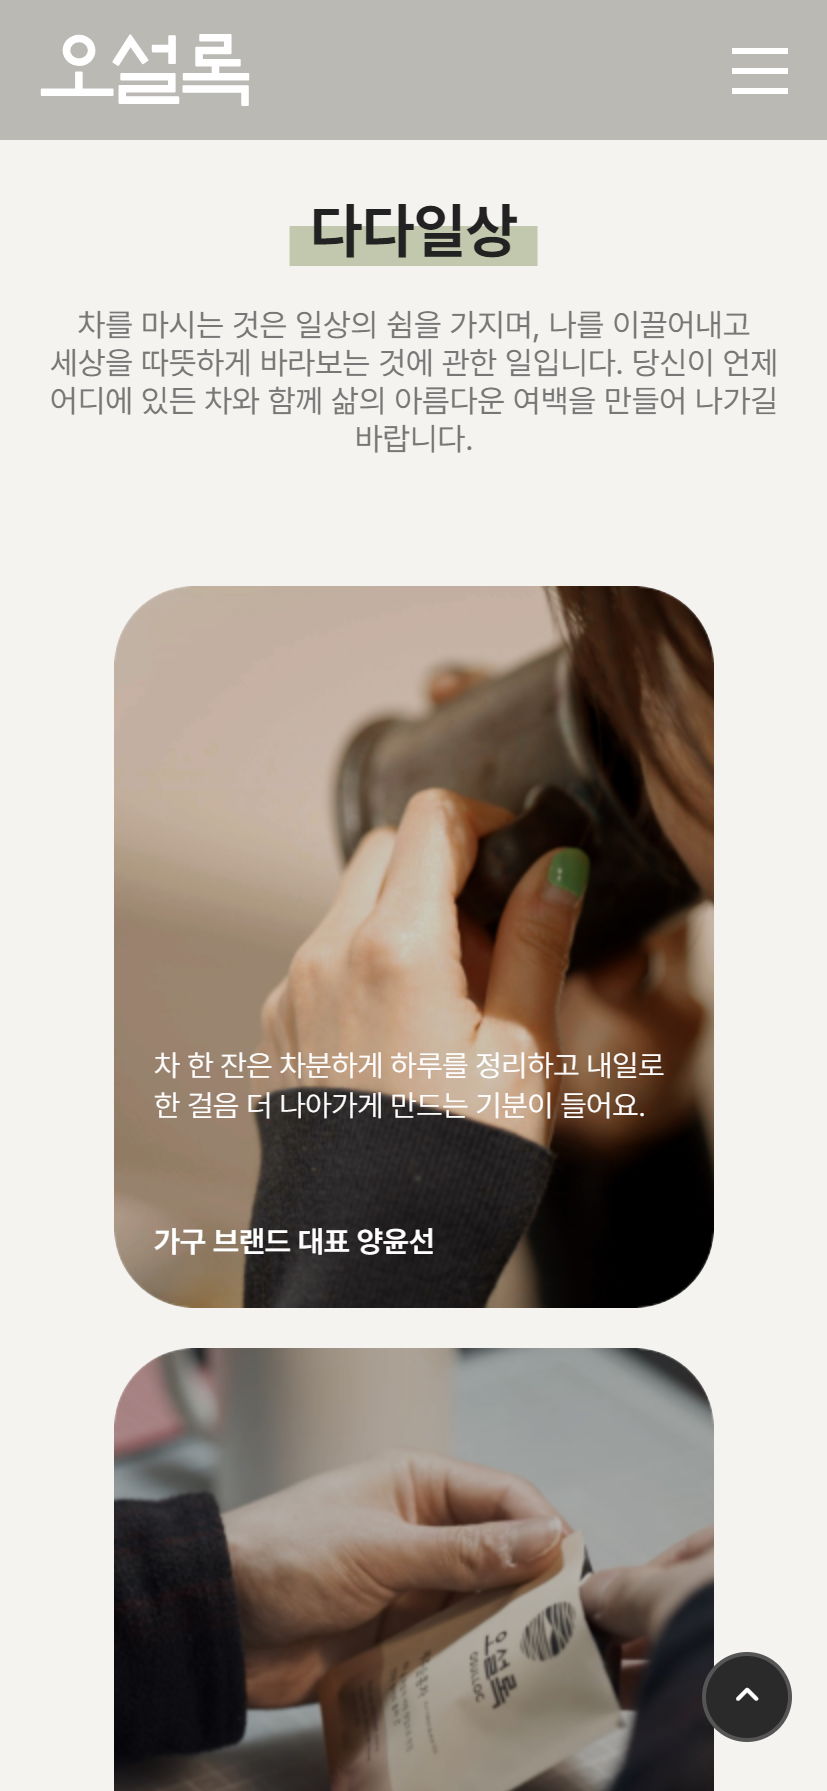 오설록
다다일상
차를 마시는 것은 일상의 쉼을 가지며, 나를 이끌어내고
세상을 따뜻하게 바라보는 것에 관한 일입니다. 당신이 언제
어디에 있든 차와 함께 삶의 아름다운 여백을 만들어 나가길
바랍니다.
차 한 잔은 차분하게 하루를 정리하고 내일로
한 걸음 더 나아가게 만드는 기분이 들어요.
가구 브랜드 대표 양윤선
오설록
OSULLOC